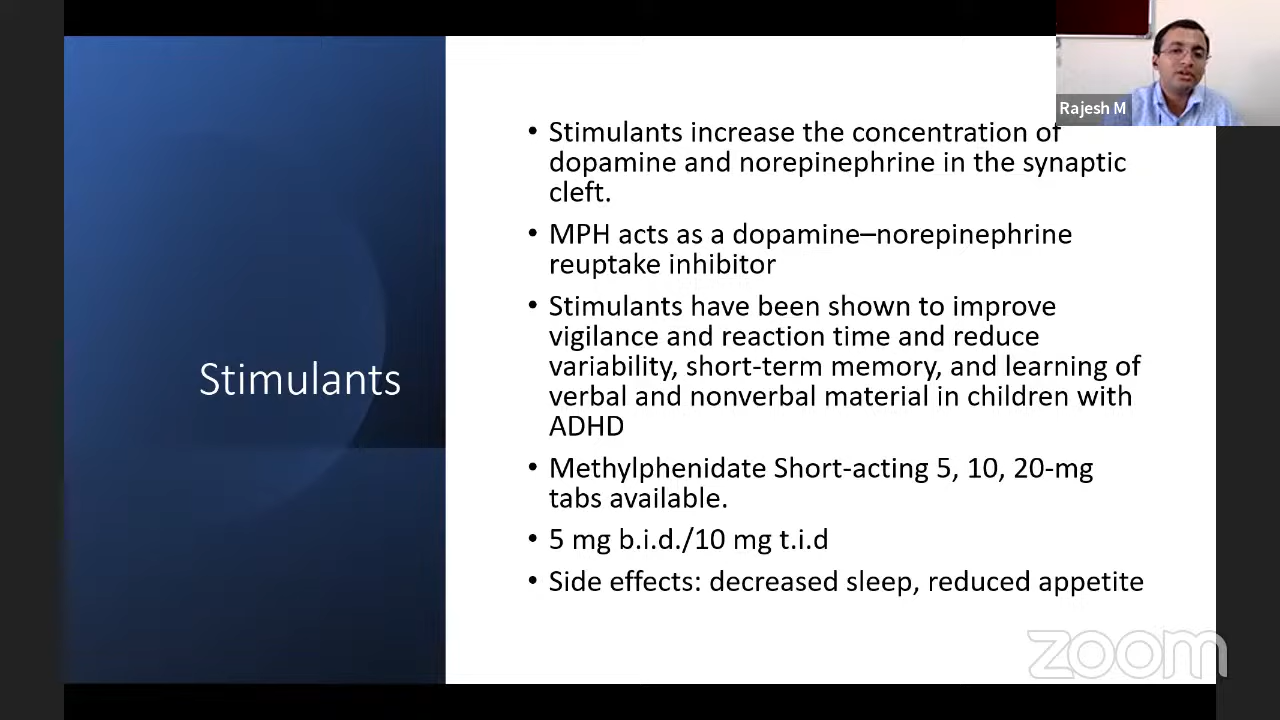 Rajesh M
Stimulants
• Stimulants increase the concentration of
dopamine and norepinephrine in the synaptic
cleft.
• MPH acts as a dopamine–norepinephrine
reuptake inhibitor
• Stimulants have been shown to improve
vigilance and reaction time and reduce
variability, short-term memory, and learning of
verbal and nonverbal material in children with
ADHD
• Methylphenidate Short-acting 5, 10, 20-mg
tabs available.
• 5 mg b.i.d./10 mg t.i.d
• Side effects: decreased sleep, reduced appetite
zoom